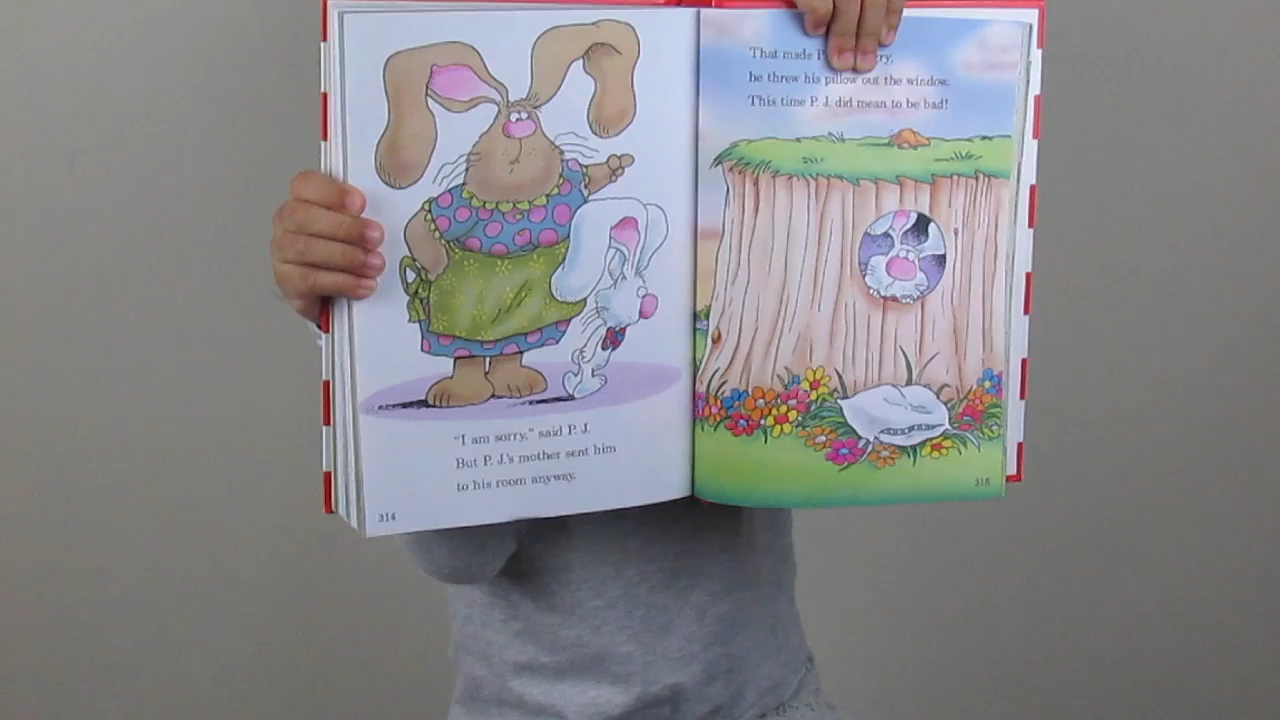 "I am sorry," said P. J.
But P. J.'s mother sent him
to his room anyway.
314
That made
he threw his pillow out the window.
This time P. J. did mean to be bad!
315